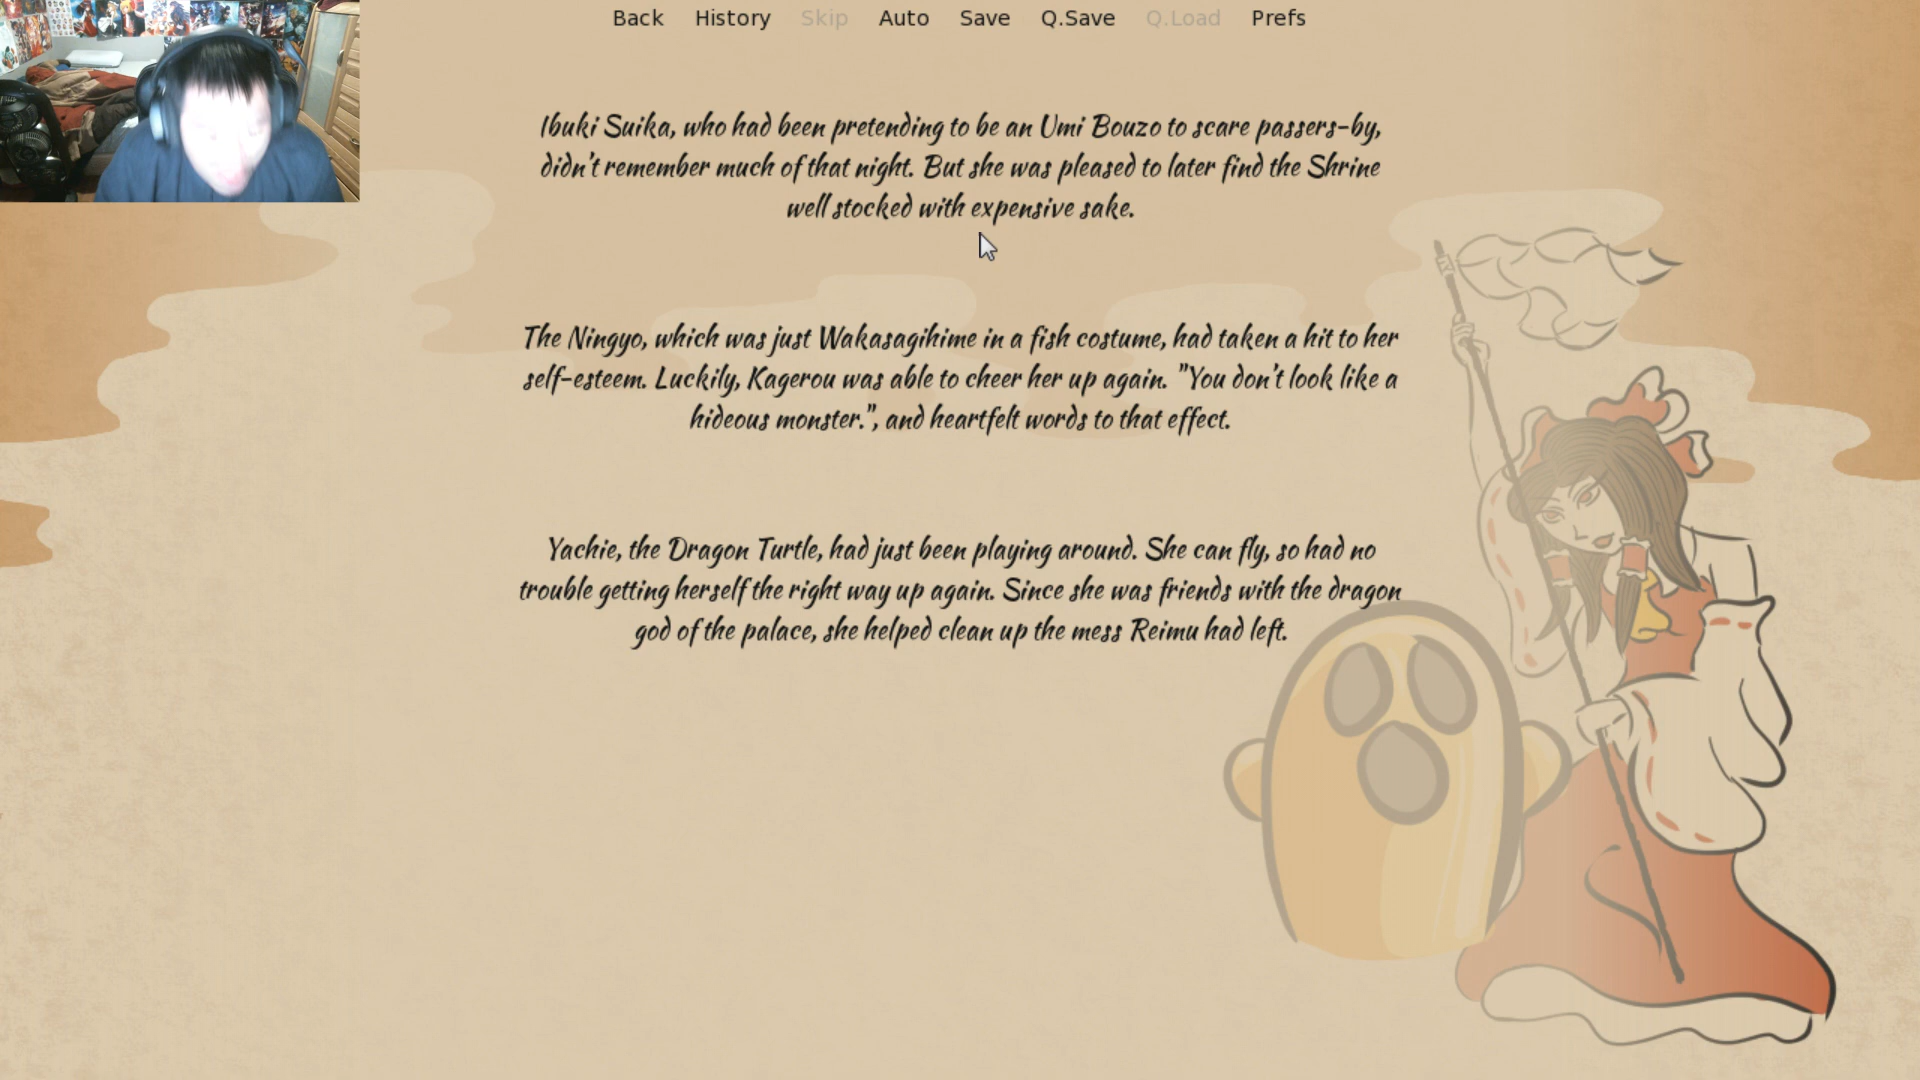 Back History Skip Auto Save Q.Save Q.Load Prefs
Ibuki Suika, who had been pretending to be an Umi Bouzo to scare passers-by,
didn't remember much of that night. But she was pleased to later find the Shrine
well stocked with expensive sake.
The Ningyo, which was just Wakasagihime in a fish costume, had taken a hit to her
self-esteem. Luckily, Kagerou was able to cheer her up again. "You don't look like a
hideous monster.", and heartfelt words to that effect.
Yachie, the Dragon Turtle, had just been playing around. She can fly, so had no
trouble getting herself the right way up again. Since she was friends with the dragon
god of the palace, she helped clean up the mess Reimu had left.